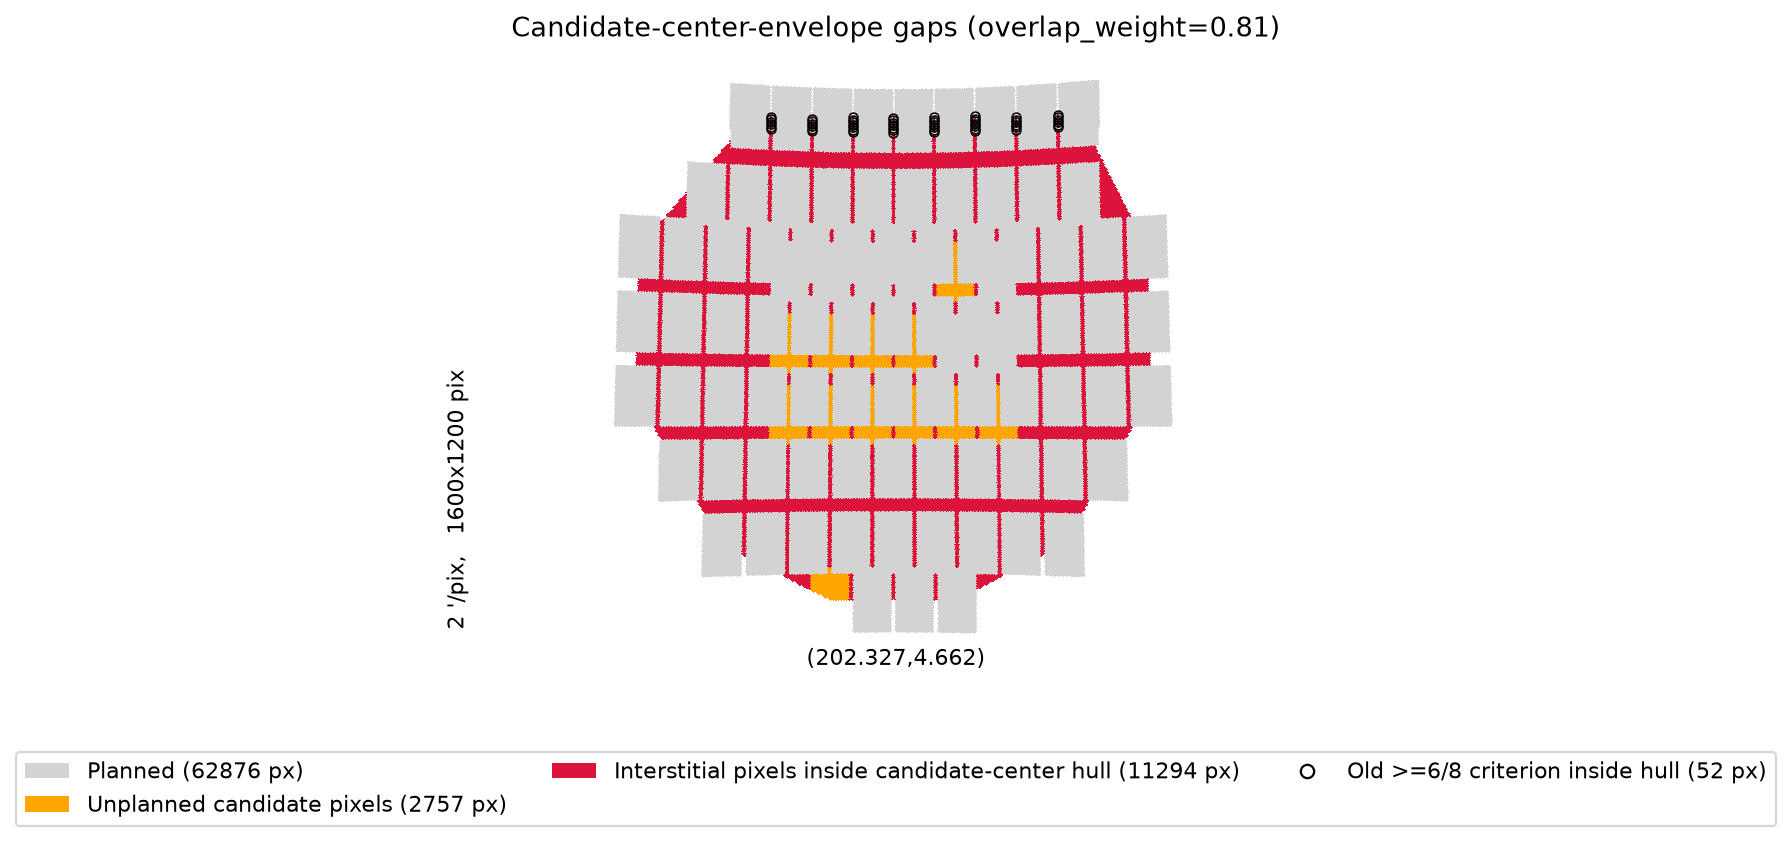 Candidate-center-envelope gaps (overlap_weight=0.81)
2 '/pix,   1600x1200 pix
(202.327,4.662)
Planned (62876 px)
Unplanned candidate pixels (2757 px)
Interstitial pixels inside candidate-center hull (11294 px)
Old >=6/8 criterion inside hull (52 px)